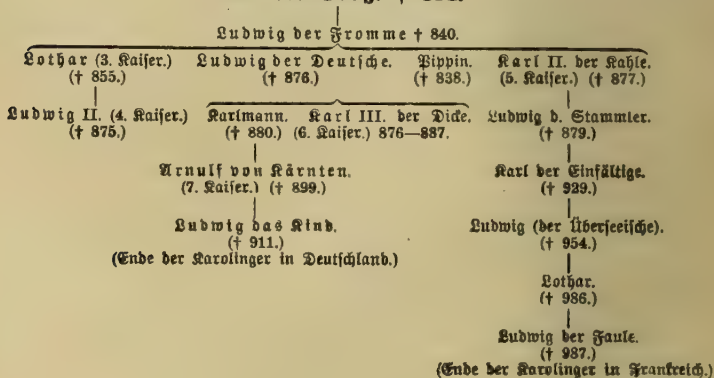 Ludwig der Fromme † 840.
Lothar (3. Kaiser.) Ludwig der Deutsche. Pippin. Karl II. der Kahle.
(† 855.) († 876.) († 838.) (5. Kaiser.) († 877.)
Ludwig II. (4. Kaiser.) Karlmann. Karl III. der Dicke. Ludwig d. Stammler.
(† 875.) († 880.) (6. Kaiser.) 876—887. († 879.)
Arnulf von Kärnten. Karl der Einfältige.
(7. Kaiser.) († 899.) († 929.)
Ludwig das Kind. Ludwig (der Überseeische).
(† 911.) († 954.)
(Ende der Karolinger in Deutschland.)
Lothar.
(† 986.)
Ludwig der Faule.
(† 987.)
(Ende der Karolinger in Frankreich.)